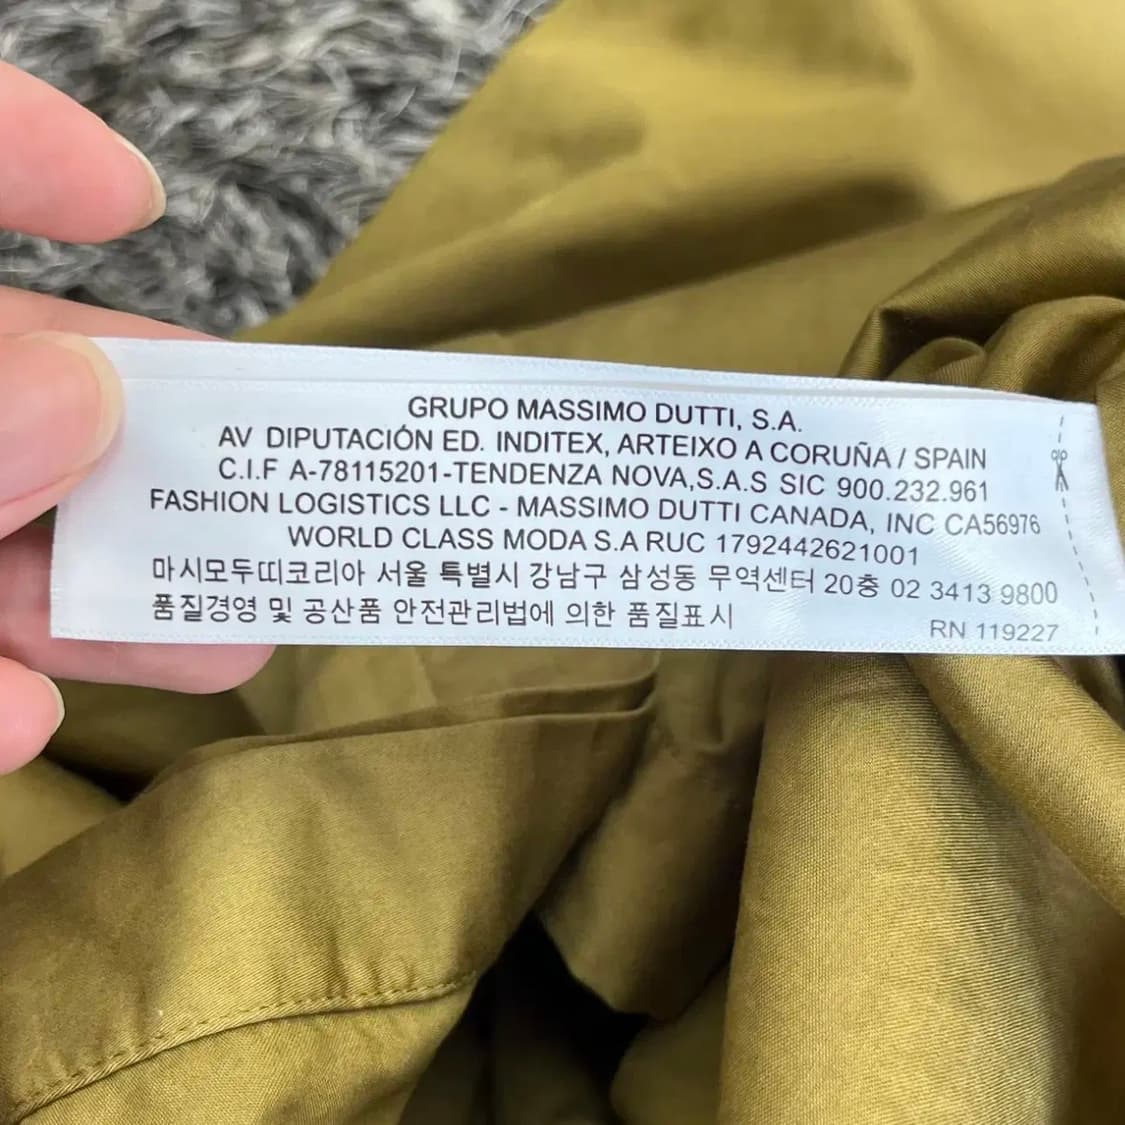 GRUPO MASSIMO DUTTI, S.A.
AV DIPUTACIÓN ED. INDITEX, ARTEIXO A CORUÑA / SPAIN
C.I.F A-78115201-TENDENZA NOVA,S.A.S SIC 900.232.961
FASHION LOGISTICS LLC - MASSIMO DUTTI CANADA, INC CA56976
WORLD CLASS MODA S.A RUC 1792442621001
마시모두띠코리아 서울 특별시 강남구 삼성동 무역센터 20층 02 3413 9800
품질경영 및 공산품 안전관리법에 의한 품질표시
RN 119227